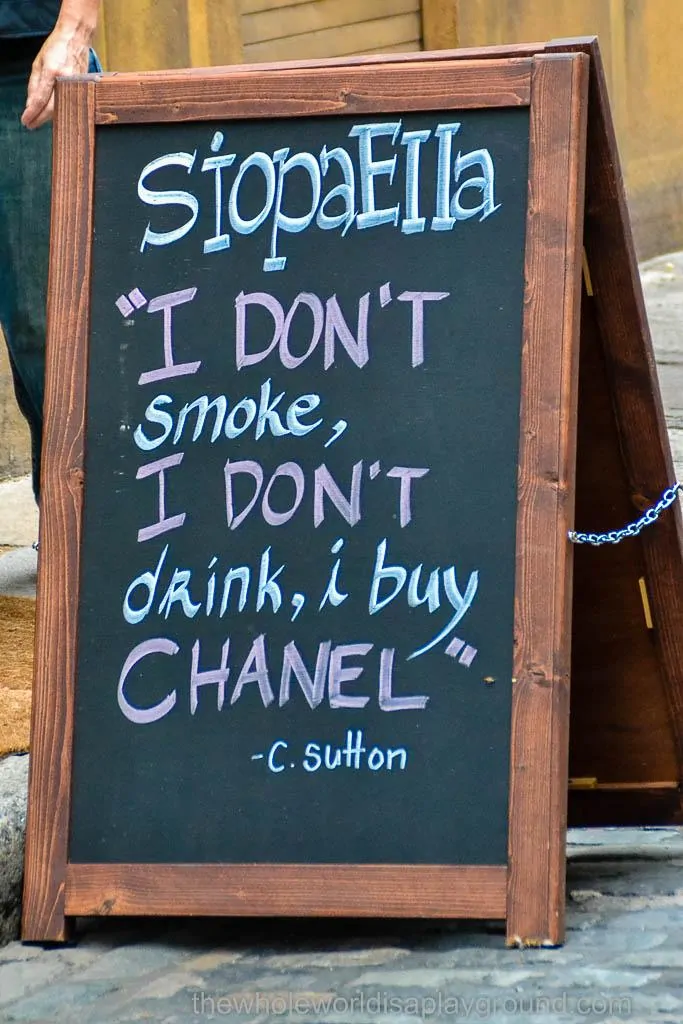 SiopaElla
"I DON'T
smoke,
I DON'T
drink, i buy
CHANEL"
-C. Sutton
thewholeworldisaplayground.com